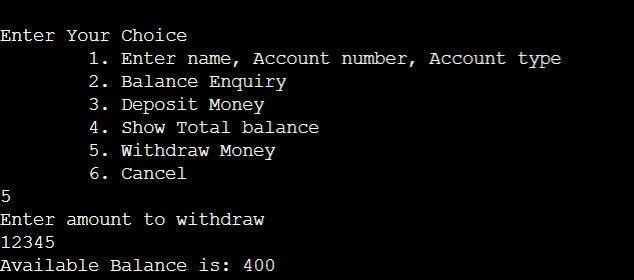 Enter Your Choice
1. Enter name, Account number, Account type
2. Balance Enquiry
3. Deposit Money
4. Show Total balance
5. Withdraw Money
6. Cancel
5
Enter amount to withdraw
12345
Available Balance is: 400